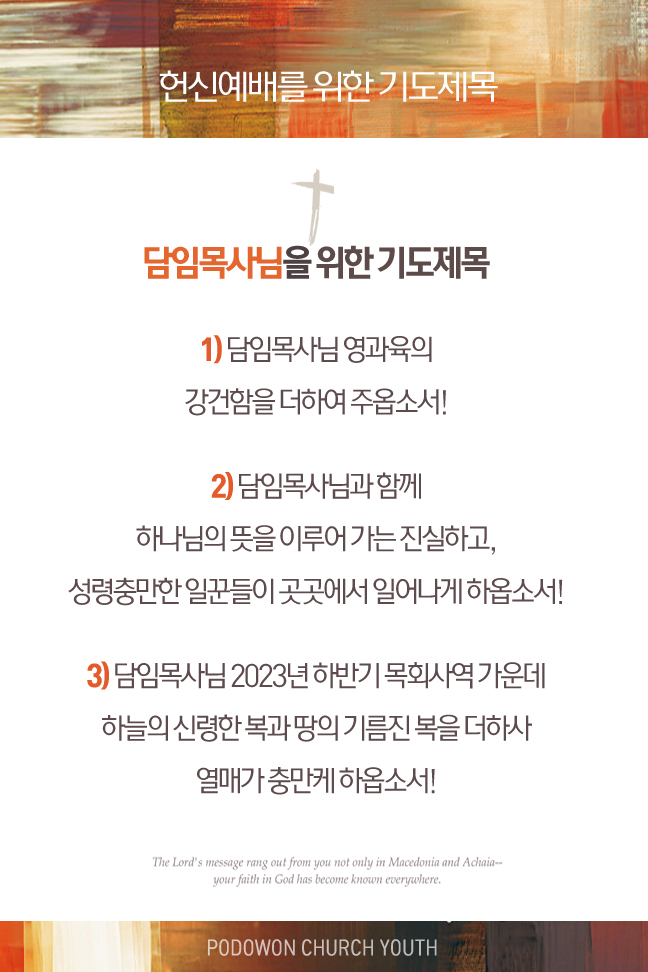 헌신예배를 위한 기도제목
담임목사님을 위한 기도제목
1) 담임목사님 영과육의
강건함을 더하여 주옵소서!
2) 담임목사님과 함께
하나님의 뜻을 이루어 가는 진실하고,
성령충만한 일꾼들이 곳곳에서 일어나게 하옵소서!
3) 담임목사님 2023년 하반기 목회사역 가운데
하늘의 신령한 복과 땅의 기름진 복을 더하사
열매가 충만케 하옵소서!
The Lord's message rang out from you not only in Macedonia and Achaia--
your faith in God has become known everywhere.
PODOWON CHURCH YOUTH